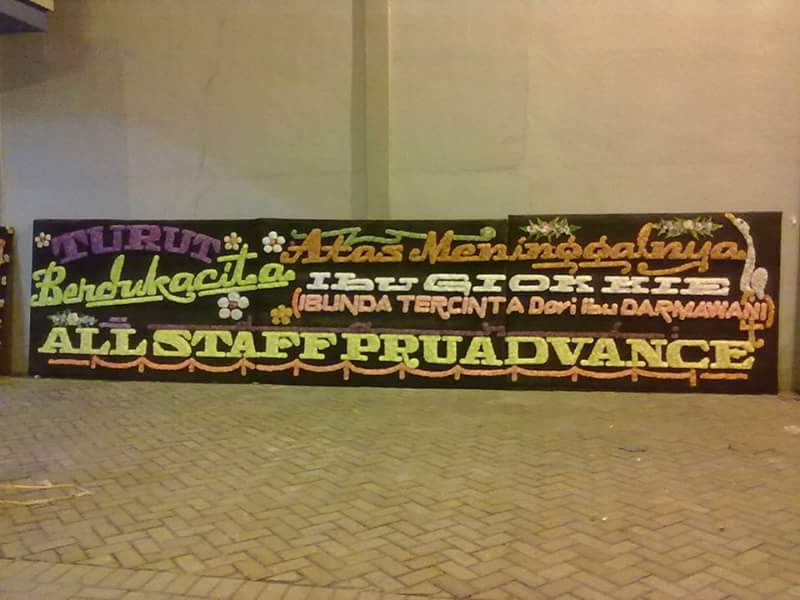 TURUT
Berdukacita
Atas Meninggalnya
IBU GIOK KIE
(IBUNDA TERCINTA Dari Ibu DARMAWANI)
ALL STAFF PRUADVANCE